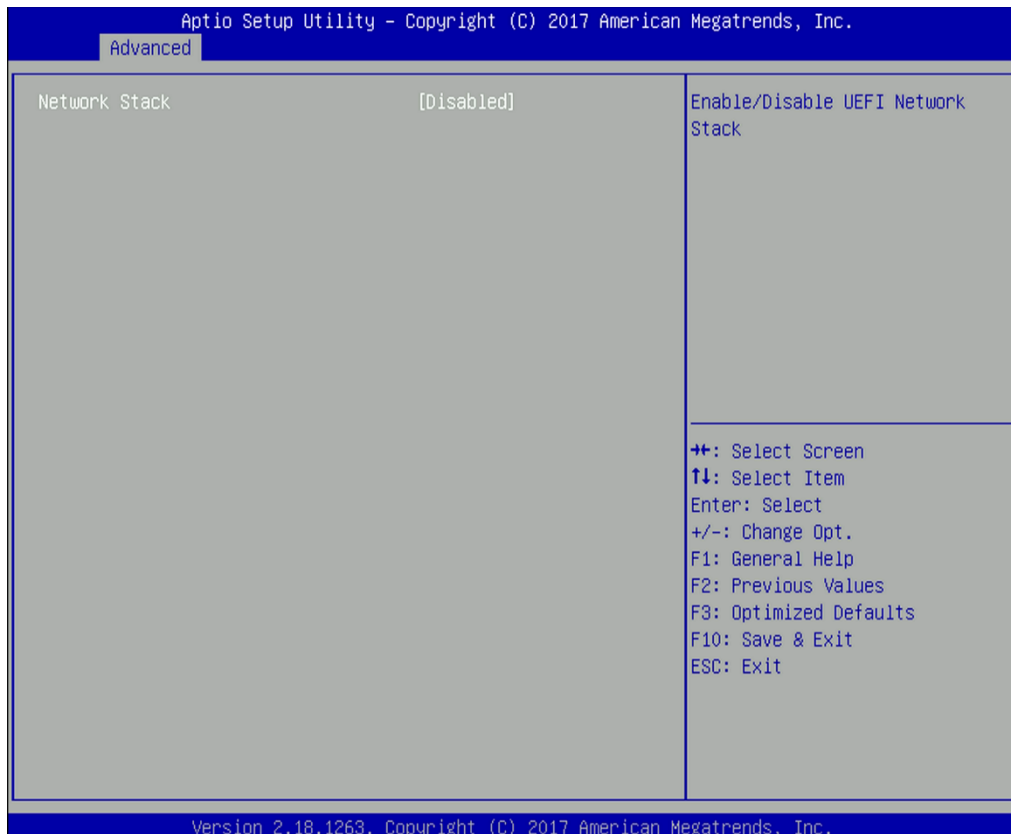 Aptio Setup Utility – Copyright (C) 2017 American Megatrends, Inc.
Advanced
Network Stack [Disabled]
Enable/Disable UEFI Network
Stack
→←: Select Screen
↑↓: Select Item
Enter: Select
+/-: Change Opt.
F1: General Help
F2: Previous Values
F3: Optimized Defaults
F10: Save & Exit
ESC: Exit
Version 2.18.1263. Copyright (C) 2017 American Megatrends, Inc.